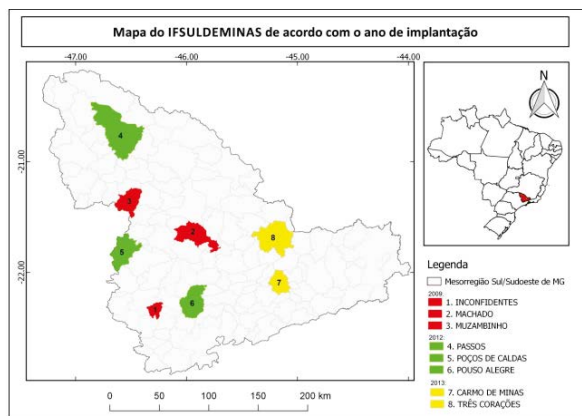 Mapa do IFSULDEMINAS de acordo com o ano de implantação
-47.00 -46.00 -45.00 -44.00
-21.00
-22.00
4
3
2
5
8
7
6
1
N
Legenda
Mesorregião Sul/Sudoeste de MG
2009:
1. INCONFIDENTES
2. MACHADO
3. MUZAMBINHO
2012:
4. PASSOS
5. POÇOS DE CALDAS
6. POUSO ALEGRE
2013:
7. CARMO DE MINAS
8. TRÊS CORAÇÕES
0 50 100 150 200 km